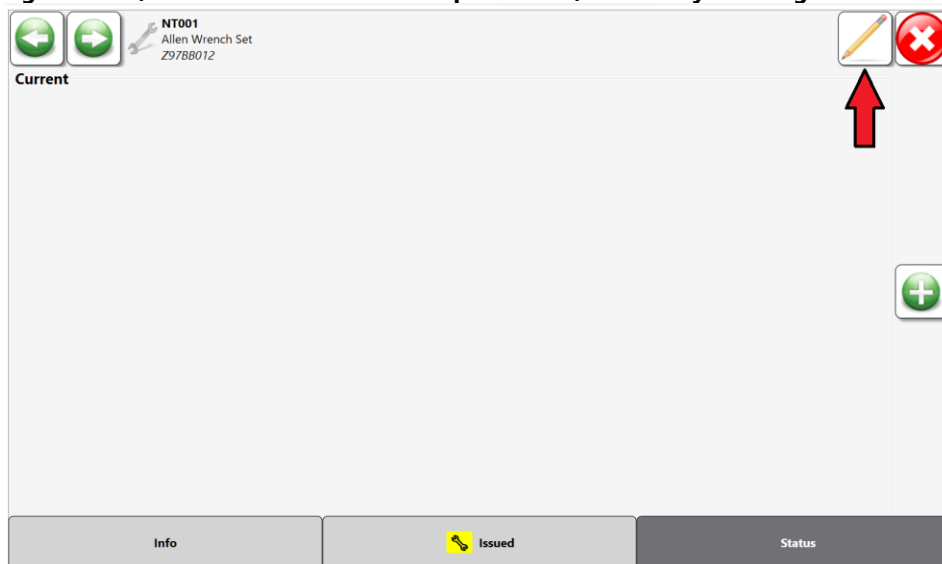 NT001
Allen Wrench Set
Z97BB012
Current
Info
Issued
Status